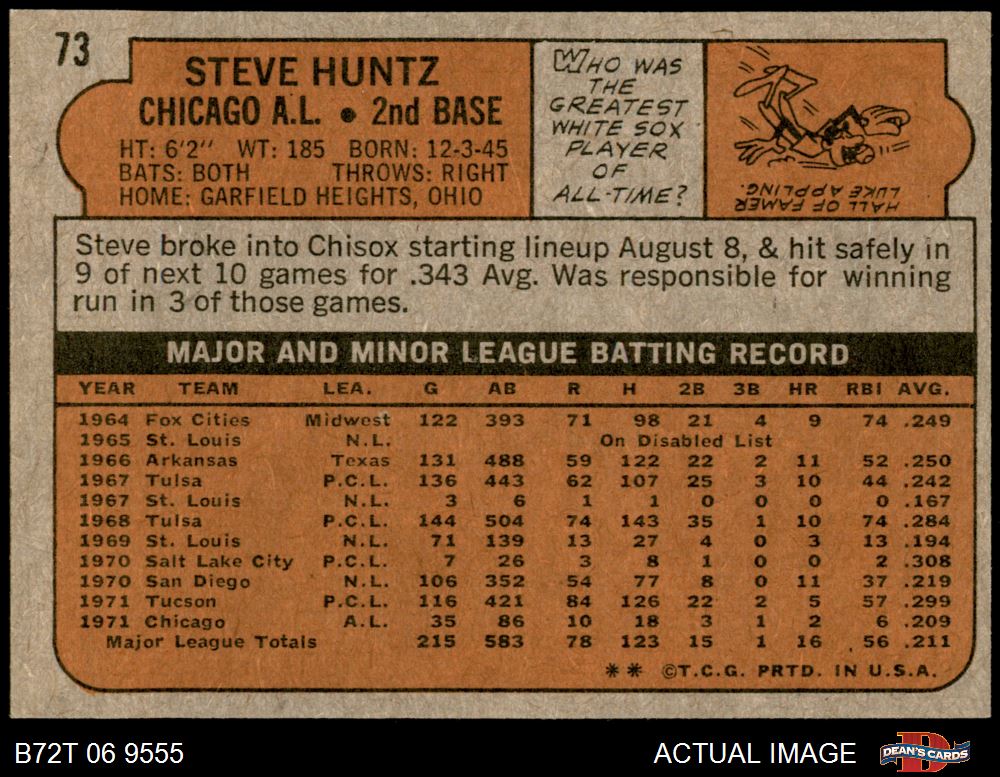 73
STEVE HUNTZ
CHICAGO A.L. • 2nd BASE
HT: 6'2" WT: 185 BORN: 12-3-45
BATS: BOTH THROWS: RIGHT
HOME: GARFIELD HEIGHTS, OHIO
WHO WAS
THE
GREATEST
WHITE SOX
PLAYER
OF
ALL-TIME?
HALL OF FAMER
LUKE APPLING.
Steve broke into Chisox starting lineup August 8, & hit safely in
9 of next 10 games for .343 Avg. Was responsible for winning
run in 3 of those games.
MAJOR AND MINOR LEAGUE BATTING RECORD
YEAR TEAM LEA. G AB R H 2B 3B HR RBI AVG.
1964 Fox Cities Midwest 122 393 71 98 21 4 9 74 .249
1965 St. Louis N.L. On Disabled List
1966 Arkansas Texas 131 488 59 122 22 2 11 52 .250
1967 Tulsa P.C.L. 136 443 62 107 25 3 10 44 .242
1967 St. Louis N.L. 3 6 1 1 0 0 0 0 .167
1968 Tulsa P.C.L. 144 504 74 143 35 1 10 74 .284
1969 St. Louis N.L. 71 139 13 27 4 0 3 13 .194
1970 Salt Lake City P.C.L. 7 26 3 8 1 0 0 2 .308
1970 San Diego N.L. 106 352 54 77 8 0 11 37 .219
1971 Tucson P.C.L. 116 421 84 126 22 2 5 57 .299
1971 Chicago A.L. 35 86 10 18 3 1 2 6 .209
Major League Totals 215 583 78 123 15 1 16 56 .211
** ©T.C.G. PRTD. IN U.S.A.
B72T 06 9555
ACTUAL IMAGE
DEAN'S CARDS